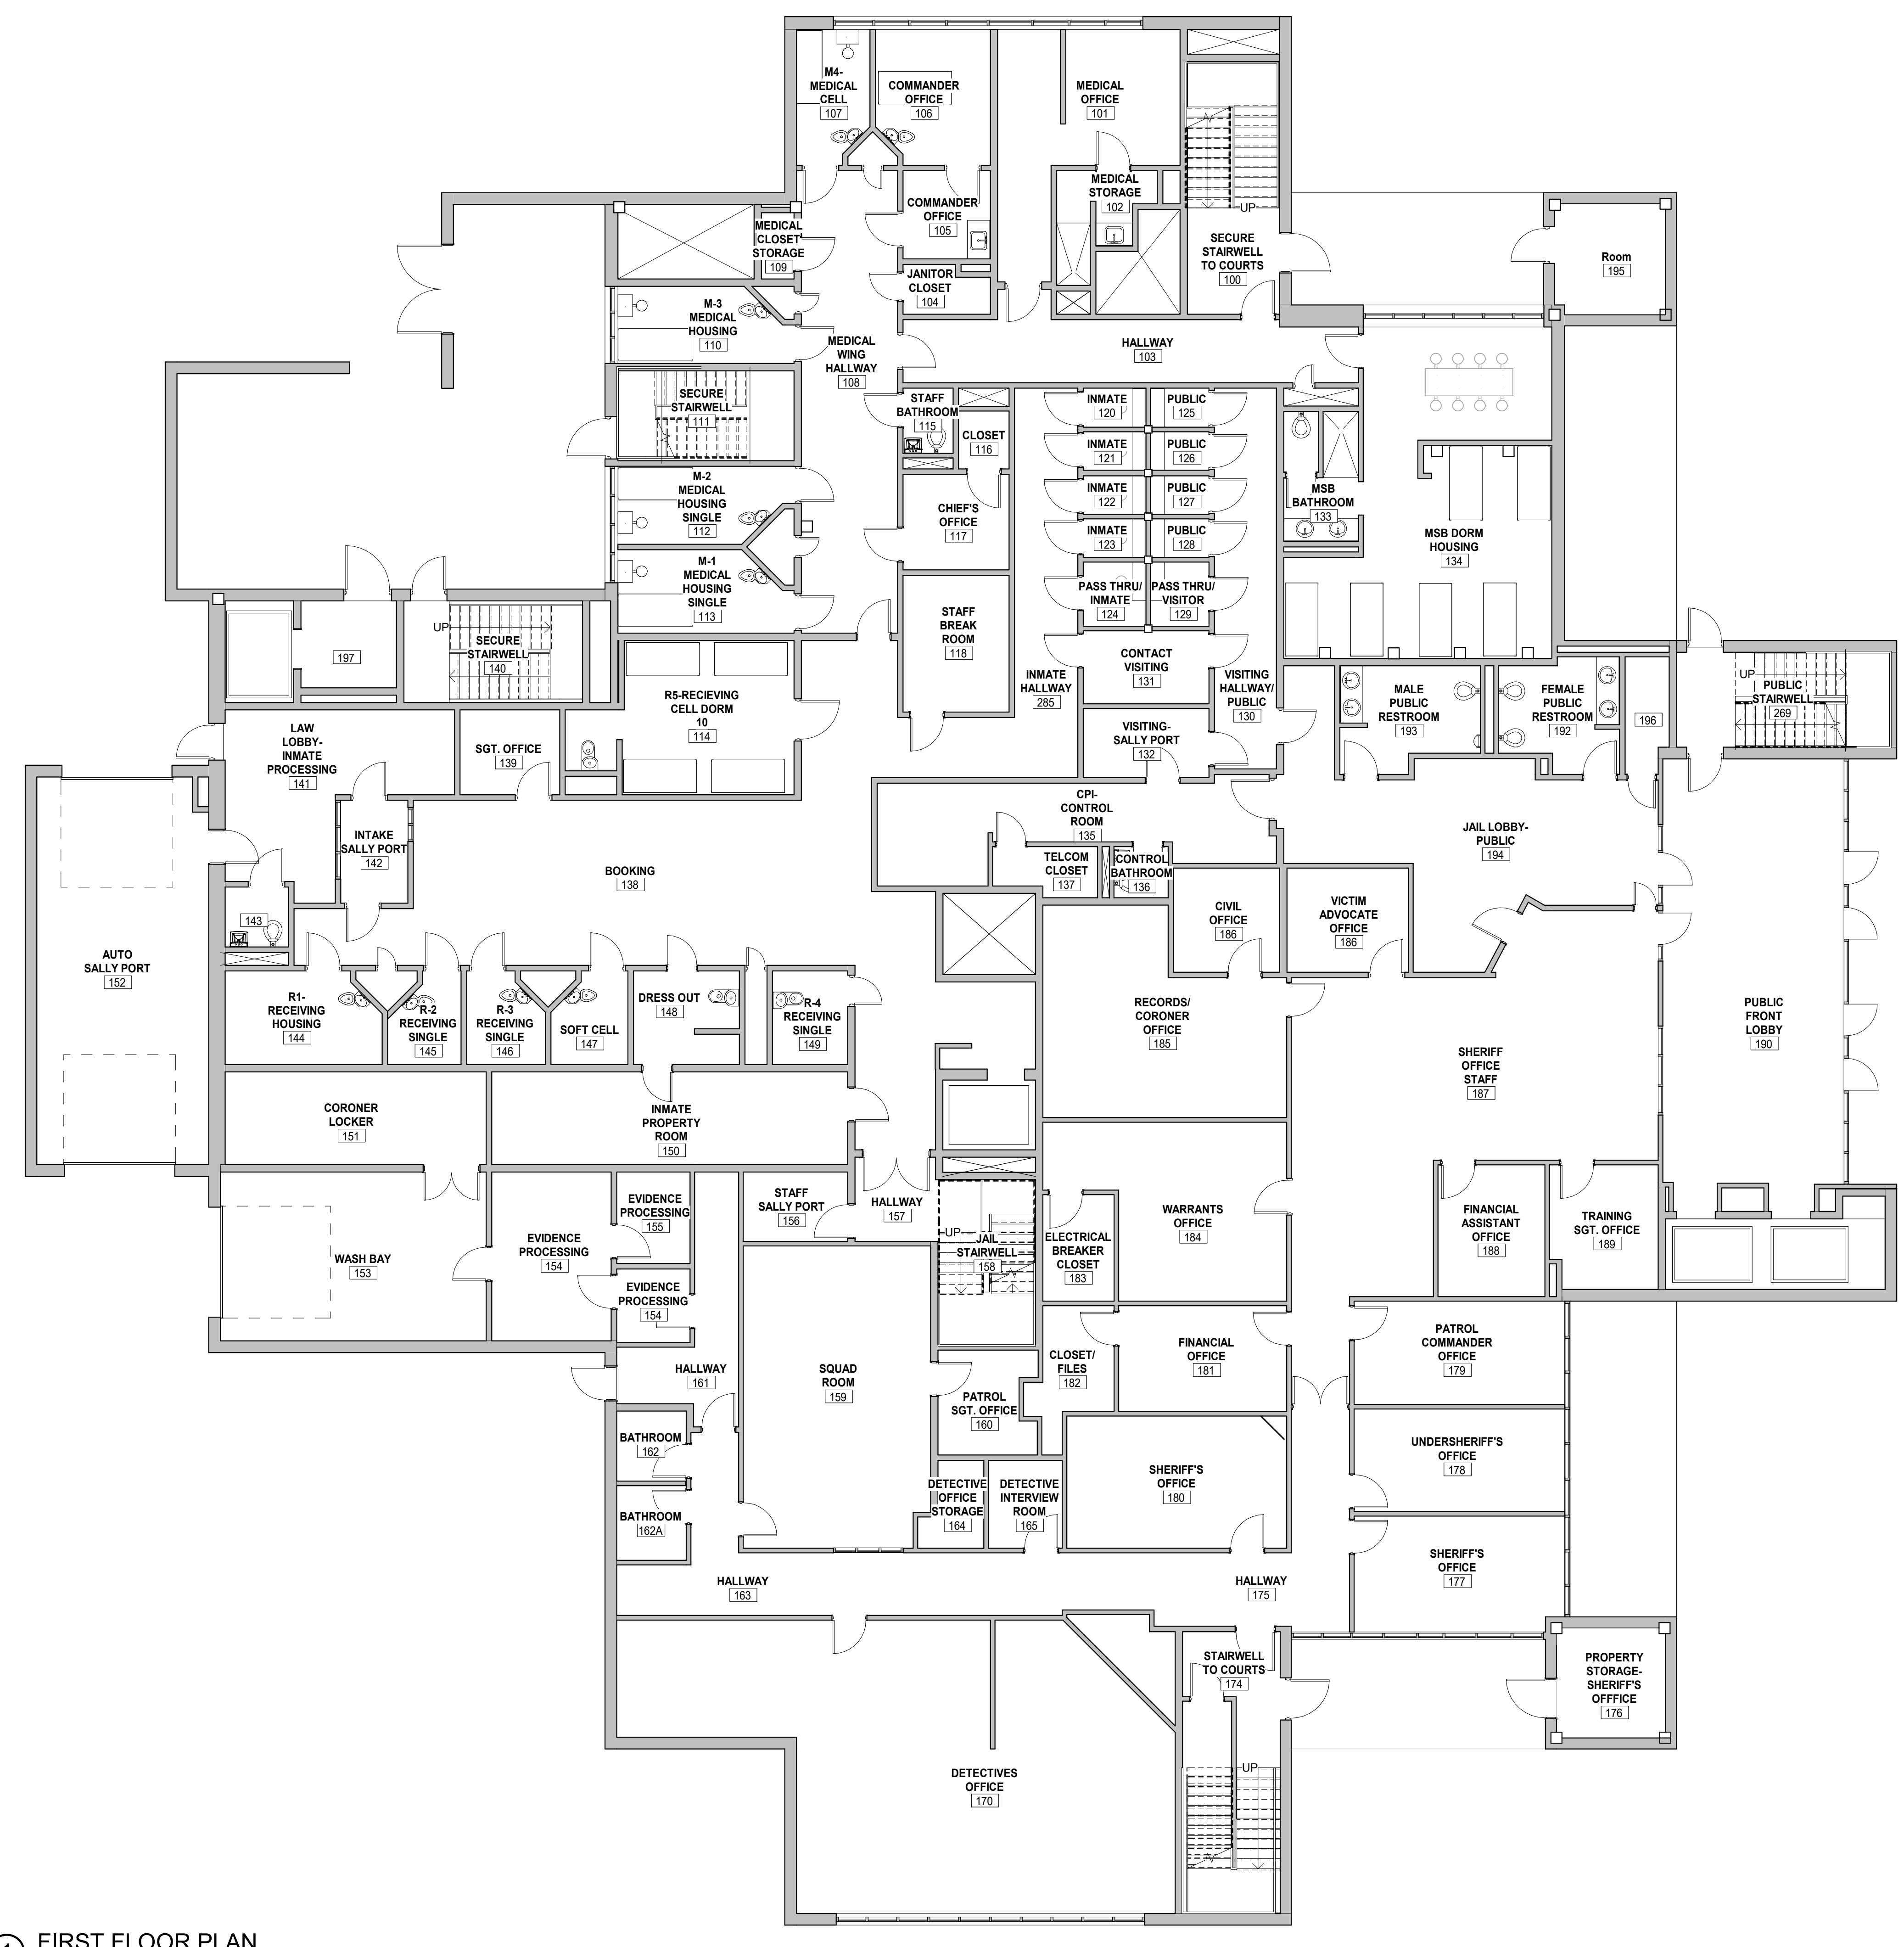 M4-
MEDICAL
CELL
107
COMMANDER
OFFICE
106
MEDICAL
OFFICE
101
MEDICAL
STORAGE
102
UP
SECURE
STAIRWELL
TO COURTS
100
COMMANDER
OFFICE
105
MEDICAL
CLOSET
STORAGE
109
JANITOR
CLOSET
104
Room
195
M-3
MEDICAL
HOUSING
110
MEDICAL
WING
HALLWAY
108
HALLWAY
103
SECURE
STAIRWELL
111
STAFF
BATHROOM
115
CLOSET
116
INMATE
120
PUBLIC
125
INMATE
121
PUBLIC
126
INMATE
122
PUBLIC
127
INMATE
123
PUBLIC
128
PASS THRU/
INMATE
124
PASS THRU/
VISITOR
129
MSB
BATHROOM
133
MSB DORM
HOUSING
134
M-2
MEDICAL
HOUSING
SINGLE
112
CHIEF'S
OFFICE
117
M-1
MEDICAL
HOUSING
SINGLE
113
STAFF
BREAK
ROOM
118
197
UP
SECURE
STAIRWELL
140
R5-RECIEVING
CELL DORM
10
114
INMATE
HALLWAY
285
CONTACT
VISITING
131
VISITING
HALLWAY/
PUBLIC
130
VISITING-
SALLY PORT
132
MALE
PUBLIC
RESTROOM
193
FEMALE
PUBLIC
RESTROOM
192
196
UP
PUBLIC
STAIRWELL
269
LAW
LOBBY-
INMATE
PROCESSING
141
SGT. OFFICE
139
INTAKE
SALLY PORT
142
CPI-
CONTROL
ROOM
135
TELCOM
CLOSET
137
CONTROL
BATHROOM
136
JAIL LOBBY-
PUBLIC
194
BOOKING
138
143
AUTO
SALLY PORT
152
CIVIL
OFFICE
186
VICTIM
ADVOCATE
OFFICE
186
R1-
RECEIVING
HOUSING
144
R-2
RECEIVING
SINGLE
145
R-3
RECEIVING
SINGLE
146
SOFT CELL
147
DRESS OUT
148
R-4
RECEIVING
SINGLE
149
RECORDS/
CORONER
OFFICE
185
PUBLIC
FRONT
LOBBY
190
SHERIFF
OFFICE
STAFF
187
CORONER
LOCKER
151
INMATE
PROPERTY
ROOM
150
EVIDENCE
PROCESSING
155
STAFF
SALLY PORT
156
HALLWAY
157
UP
JAIL
STAIRWELL
158
ELECTRICAL
BREAKER
CLOSET
183
WARRANTS
OFFICE
184
FINANCIAL
ASSISTANT
OFFICE
188
TRAINING
SGT. OFFICE
189
WASH BAY
153
EVIDENCE
PROCESSING
154
EVIDENCE
PROCESSING
154
HALLWAY
161
SQUAD
ROOM
159
PATROL
SGT. OFFICE
160
CLOSET/
FILES
182
FINANCIAL
OFFICE
181
PATROL
COMMANDER
OFFICE
179
BATHROOM
162
UNDERSHERIFF'S
OFFICE
178
BATHROOM
162A
DETECTIVE
OFFICE
STORAGE
164
DETECTIVE
INTERVIEW
ROOM
165
SHERIFF'S
OFFICE
180
SHERIFF'S
OFFICE
177
HALLWAY
163
HALLWAY
175
STAIRWELL
TO COURTS
174
PROPERTY
STORAGE-
SHERIFF'S
OFFFICE
176
DETECTIVES
OFFICE
170
UP
FIRST FLOOR PLAN